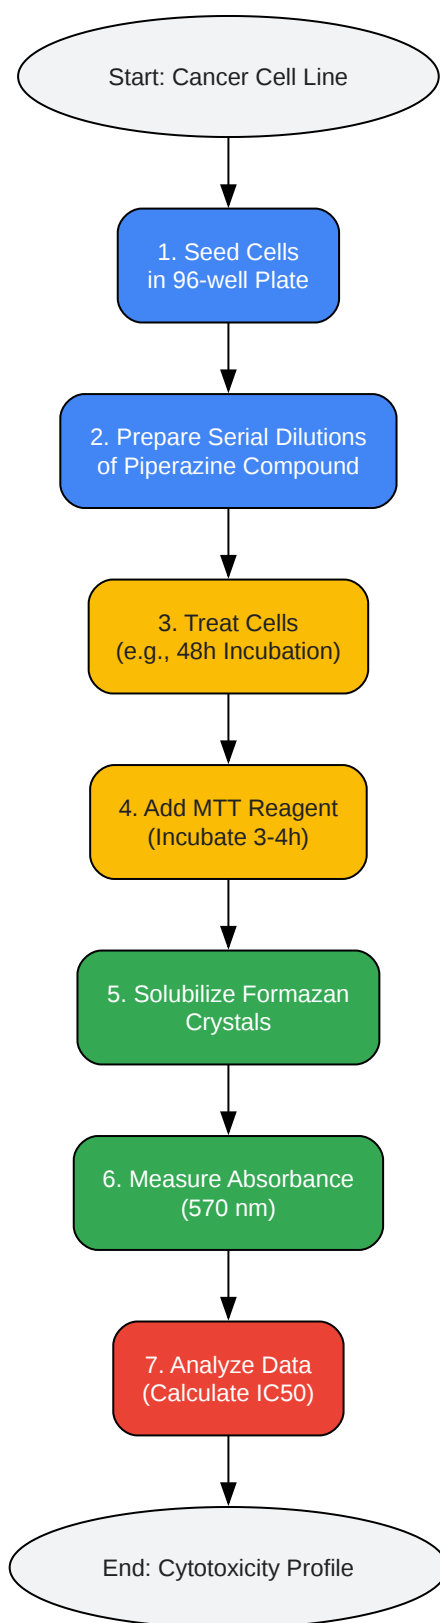 Start: Cancer Cell Line
1. Seed Cells
in 96-well Plate
2. Prepare Serial Dilutions
of Piperazine Compound
3. Treat Cells
(e.g., 48h Incubation)
4. Add MTT Reagent
(Incubate 3-4h)
5. Solubilize Formazan
Crystals
6. Measure Absorbance
(570 nm)
7. Analyze Data
(Calculate IC50)
End: Cytotoxicity Profile